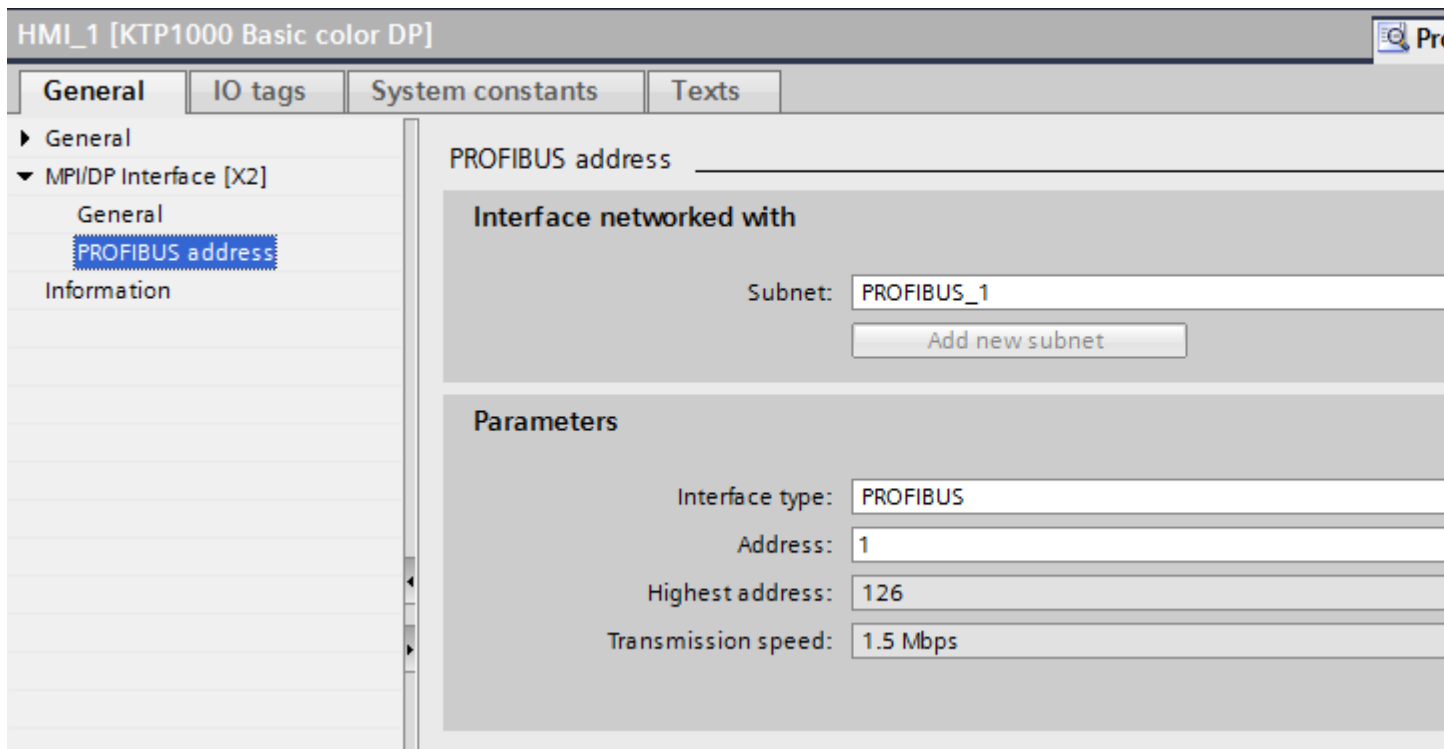 HMI_1 [KTP1000 Basic color DP]
General IO tags System constants Texts
General
MPI/DP Interface [X2]
General
PROFIBUS address
Information
PROFIBUS address
Interface networked with
Subnet: PROFIBUS_1
Add new subnet
Parameters
Interface type: PROFIBUS
Address: 1
Highest address: 126
Transmission speed: 1.5 Mbps